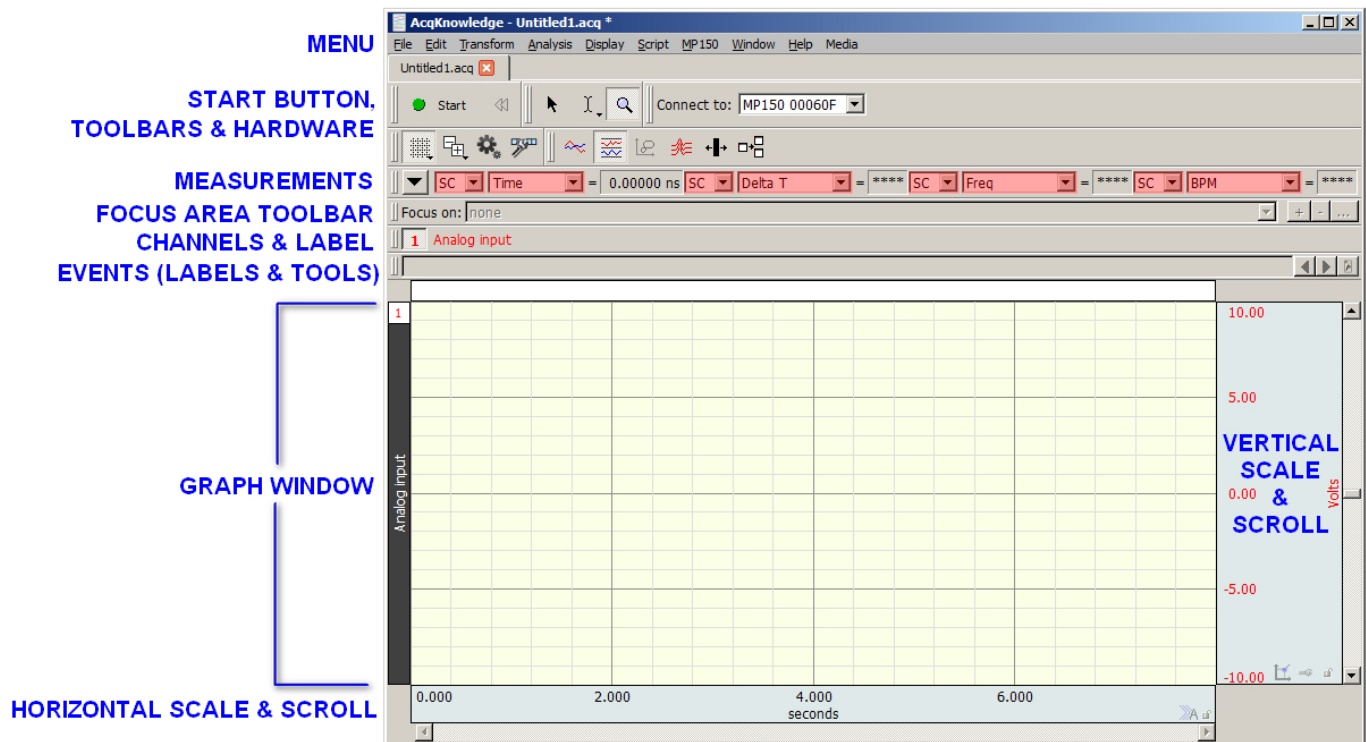 AcqKnowledge - Untitled1.acq *
MENU
File Edit Transform Analysis Display Script MP150 Window Help Media
Untitled1.acq
START BUTTON,
TOOLBARS & HARDWARE
Start
Connect to: MP150 00060F
MEASUREMENTS
SC Time = 0.00000 ns SC Delta T = **** SC Freq = **** SC BPM = ****
FOCUS AREA TOOLBAR
Focus on: none + - ...
CHANNELS & LABEL
1 Analog input
EVENTS (LABELS & TOOLS)
1
10.00
5.00
GRAPH WINDOW
Analog input
VERTICAL
SCALE
0.00 &
Volts
SCROLL
-5.00
-10.00
HORIZONTAL SCALE & SCROLL
0.000 2.000 4.000 6.000
seconds
A